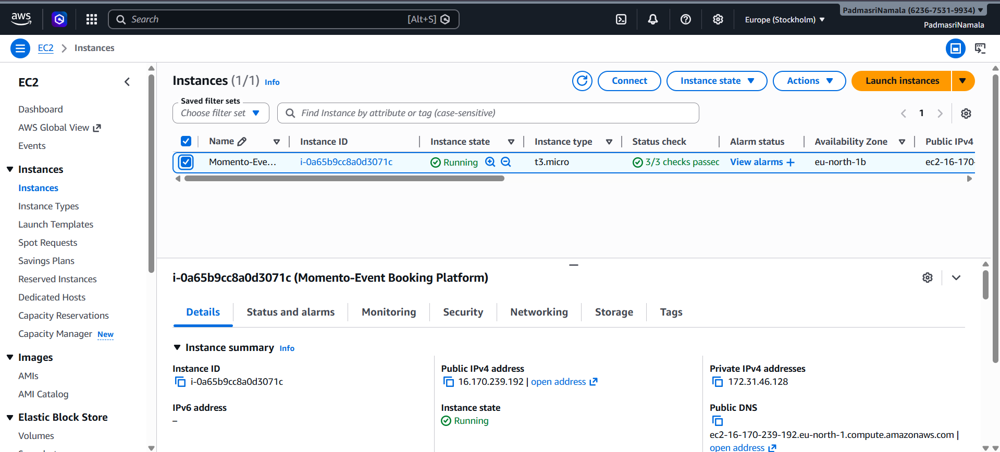 aws
Search [Alt+S]
Europe (Stockholm)
PadmasriNamala (6236-7531-9934)
PadmasriNamala
EC2 Instances
EC2
Dashboard
AWS Global View
Events
Instances
Instances
Instance Types
Launch Templates
Spot Requests
Savings Plans
Reserved Instances
Dedicated Hosts
Capacity Reservations
Capacity Manager New
Images
AMIs
AMI Catalog
Elastic Block Store
Volumes
Instances (1/1) Info
Connect Instance state Actions Launch instances
Saved filter sets
Choose filter set
Find Instance by attribute or tag (case-sensitive)
1
Name Instance ID Instance state Instance type Status check Alarm status Availability Zone Public IPv4
Momento-Eve... i-0a65b9cc8a0d3071c Running t3.micro 3/3 checks passed View alarms + eu-north-1b ec2-16-170-
i-0a65b9cc8a0d3071c (Momento-Event Booking Platform)
Details Status and alarms Monitoring Security Networking Storage Tags
Instance summary Info
Instance ID
i-0a65b9cc8a0d3071c
Public IPv4 address
16.170.239.192 | open address
Private IPv4 addresses
172.31.46.128
IPv6 address
–
Instance state
Running
Public DNS
ec2-16-170-239-192.eu-north-1.compute.amazonaws.com |
open address